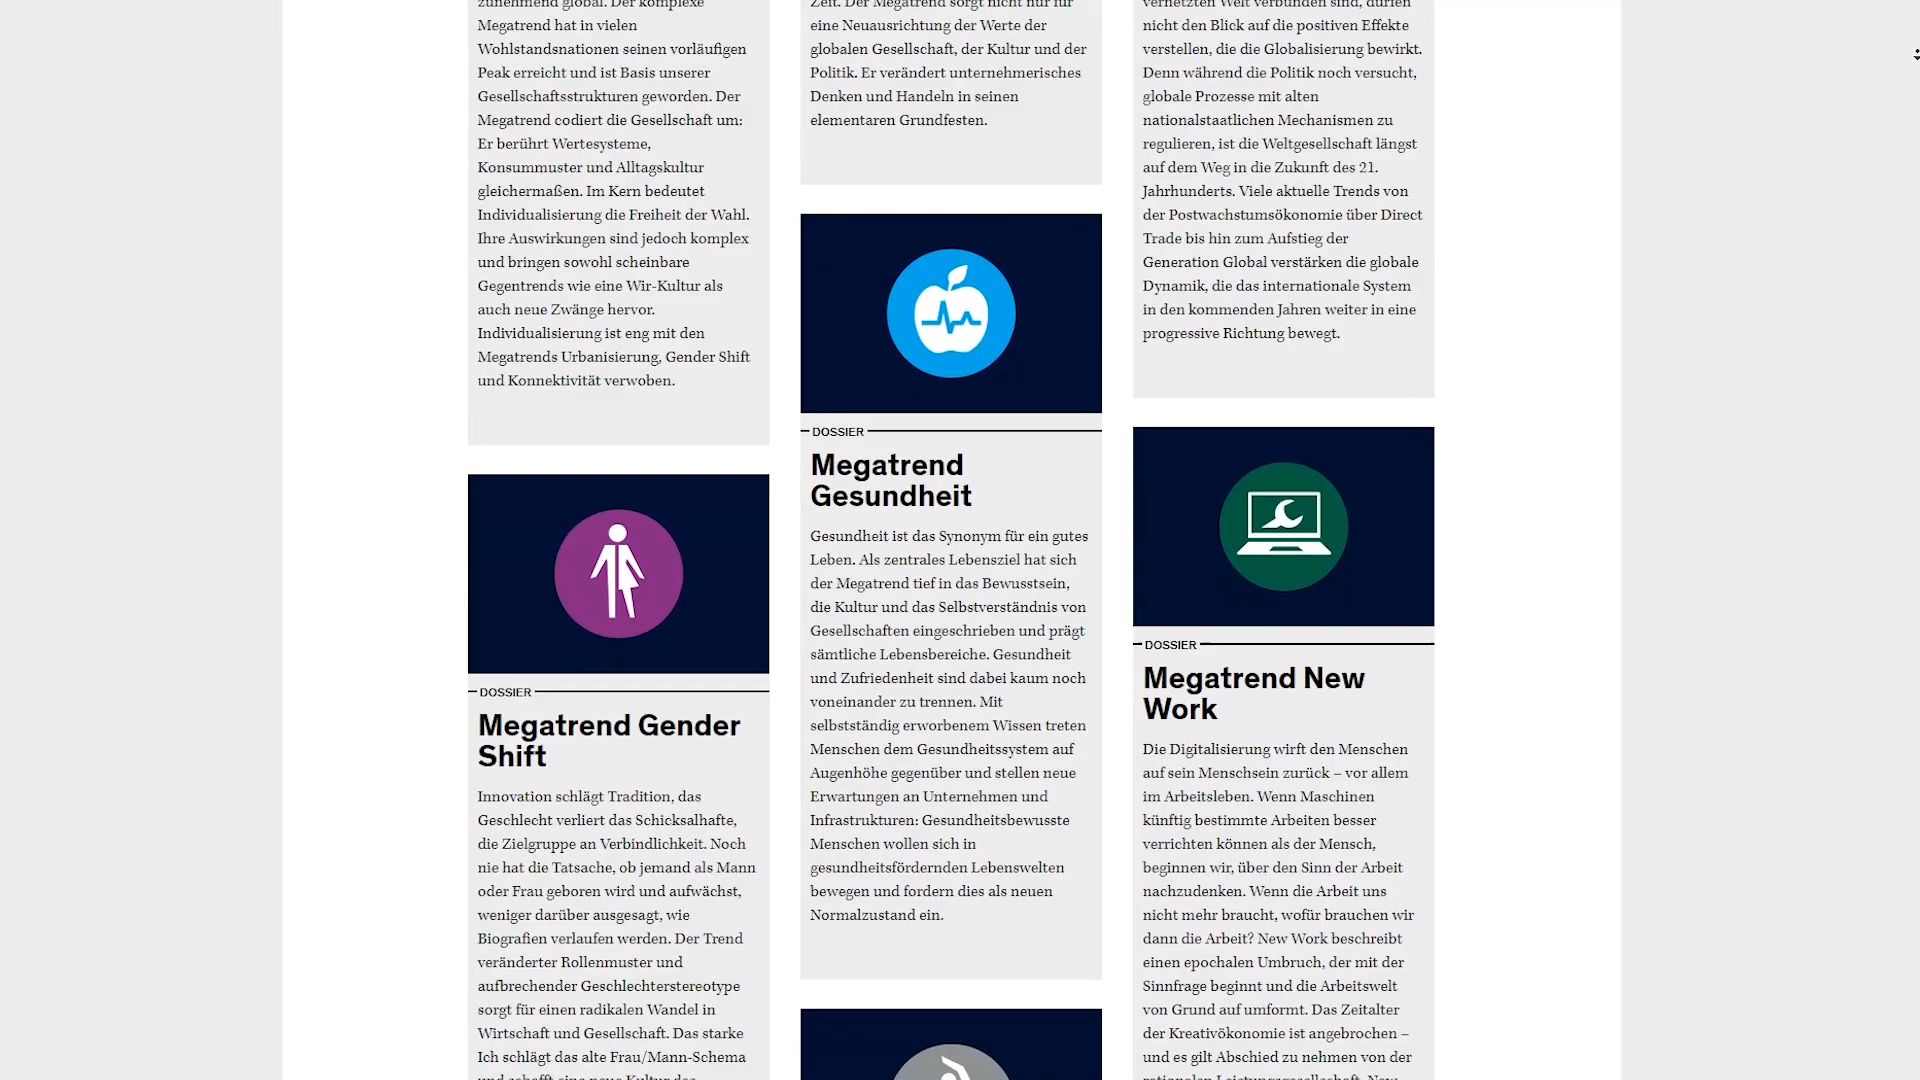 zunehmend global. Der komplexe
Megatrend hat in vielen
Wohlstandsnationen seinen vorläufigen
Peak erreicht und ist Basis unserer
Gesellschaftsstrukturen geworden. Der
Megatrend codiert die Gesellschaft um:
Er berührt Wertesysteme,
Konsummuster und Alltagskultur
gleichermaßen. Im Kern bedeutet
Individualisierung die Freiheit der Wahl.
Ihre Auswirkungen sind jedoch komplex
und bringen sowohl scheinbare
Gegentrends wie eine Wir-Kultur als
auch neue Zwänge hervor.
Individualisierung ist eng mit den
Megatrends Urbanisierung, Gender Shift
und Konnektivität verwoben.
DOSSIER
Megatrend Gender
Shift
Innovation schlägt Tradition, das
Geschlecht verliert das Schicksalhafte,
die Zielgruppe an Verbindlichkeit. Noch
nie hat die Tatsache, ob jemand als Mann
oder Frau geboren wird und aufwächst,
weniger darüber ausgesagt, wie
Biografien verlaufen werden. Der Trend
veränderter Rollenmuster und
aufbrechender Geschlechterstereotype
sorgt für einen radikalen Wandel in
Wirtschaft und Gesellschaft. Das starke
Ich schlägt das alte Frau/Mann-Schema
Zeit. Der Megatrend sorgt nicht nur für
eine Neuausrichtung der Werte der
globalen Gesellschaft, der Kultur und der
Politik. Er verändert unternehmerisches
Denken und Handeln in seinen
elementaren Grundfesten.
DOSSIER
Megatrend
Gesundheit
Gesundheit ist das Synonym für ein gutes
Leben. Als zentrales Lebensziel hat sich
der Megatrend tief in das Bewusstsein,
die Kultur und das Selbstverständnis von
Gesellschaften eingeschrieben und prägt
sämtliche Lebensbereiche. Gesundheit
und Zufriedenheit sind dabei kaum noch
voneinander zu trennen. Mit
selbstständig erworbenem Wissen treten
Menschen dem Gesundheitssystem auf
Augenhöhe gegenüber und stellen neue
Erwartungen an Unternehmen und
Infrastrukturen: Gesundheitsbewusste
Menschen wollen sich in
gesundheitsfördernden Lebenswelten
bewegen und fordern dies als neuen
Normalzustand ein.
vernetzten Welt verbunden sind, dürfen
nicht den Blick auf die positiven Effekte
verstellen, die die Globalisierung bewirkt.
Denn während die Politik noch versucht,
globale Prozesse mit alten
nationalstaatlichen Mechanismen zu
regulieren, ist die Weltgesellschaft längst
auf dem Weg in die Zukunft des 21.
Jahrhunderts. Viele aktuelle Trends von
der Postwachstumsökonomie über Direct
Trade bis hin zum Aufstieg der
Generation Global verstärken die globale
Dynamik, die das internationale System
in den kommenden Jahren weiter in eine
progressive Richtung bewegt.
DOSSIER
Megatrend New
Work
Die Digitalisierung wirft den Menschen
auf sein Menschsein zurück – vor allem
im Arbeitsleben. Wenn Maschinen
künftig bestimmte Arbeiten besser
verrichten können als der Mensch,
beginnen wir, über den Sinn der Arbeit
nachzudenken. Wenn die Arbeit uns
nicht mehr braucht, wofür brauchen wir
dann die Arbeit? New Work beschreibt
einen epochalen Umbruch, der mit der
Sinnfrage beginnt und die Arbeitswelt
von Grund auf umformt. Das Zeitalter
der Kreativökonomie ist angebrochen –
und es gilt Abschied zu nehmen von der